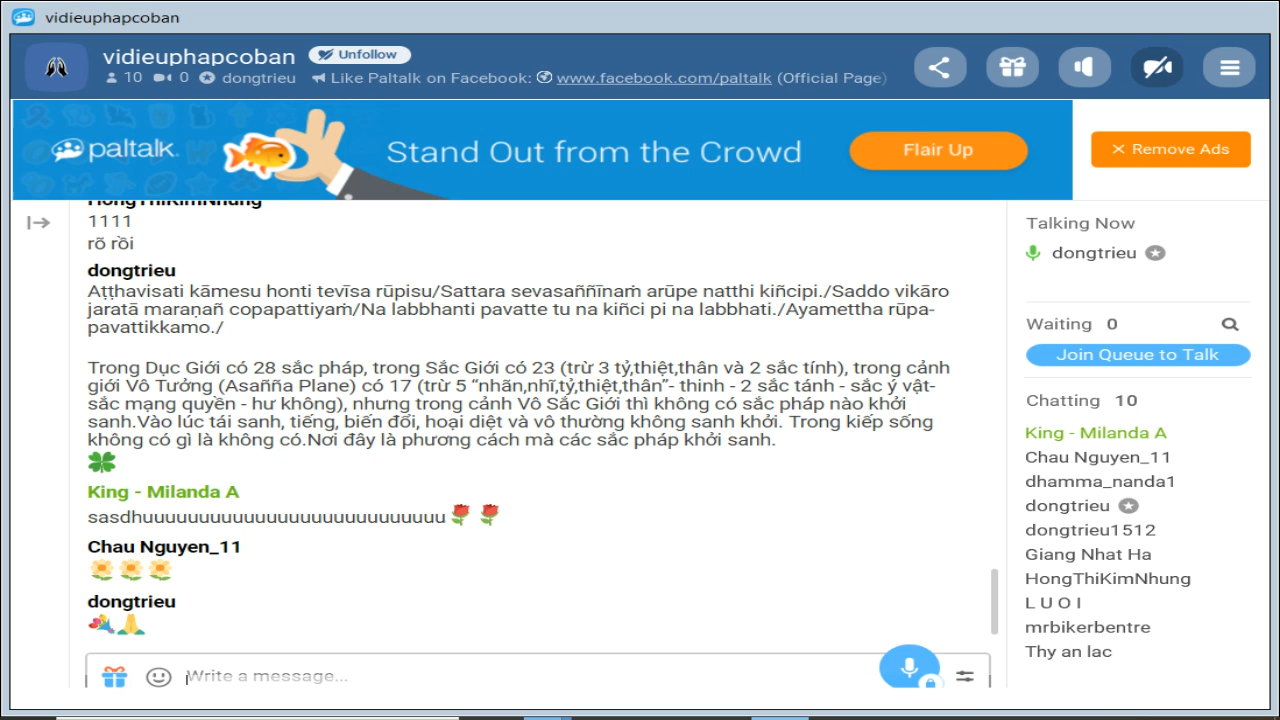 vidieuphapcoban
vidieuphapcoban Unfollow
10 0 dongtrieu Like Paltalk on Facebook: www.facebook.com/paltalk (Official Page)
paltalk Stand Out from the Crowd Flair Up
Remove Ads
HongThiKimNhung
1111
rõ rồi
dongtrieu
Aṭṭhavisati kāmesu honti tevīsa rūpisu/Sattara sevasaññīnaṁ arūpe natthi kiñcipi./Saddo vikāro
jaratā maraṇañ copapattiyaṁ/Na labbhanti pavatte tu na kiñci pi na labbhati./Ayamettha rūpa-
pavattikkamo./
Trong Dục Giới có 28 sắc pháp, trong Sắc Giới có 23 (trừ 3 tỷ,thiệt,thân và 2 sắc tính), trong cảnh
giới Vô Tưởng (Asañña Plane) có 17 (trừ 5 “nhãn,nhĩ,tỷ,thiệt,thân”- thinh - 2 sắc tánh - sắc ý vật-
sắc mạng quyền - hư không), nhưng trong cảnh Vô Sắc Giới thì không có sắc pháp nào khởi
sanh.Vào lúc tái sanh, tiếng, biến đổi, hoại diệt và vô thường không sanh khởi. Trong kiếp sống
không có gì là không có.Nơi đây là phương cách mà các sắc pháp khởi sanh.
King - Milanda A
sasdhuuuuuuuuuuuuuuuuuuuuuuuuuuu
Chau Nguyen_11
dongtrieu
Write a message...
Talking Now
dongtrieu
Waiting 0
Join Queue to Talk
Chatting 10
King - Milanda A
Chau Nguyen_11
dhamma_nanda1
dongtrieu
dongtrieu1512
Giang Nhat Ha
HongThiKimNhung
L U O I
mrbikerbentre
Thy an lac